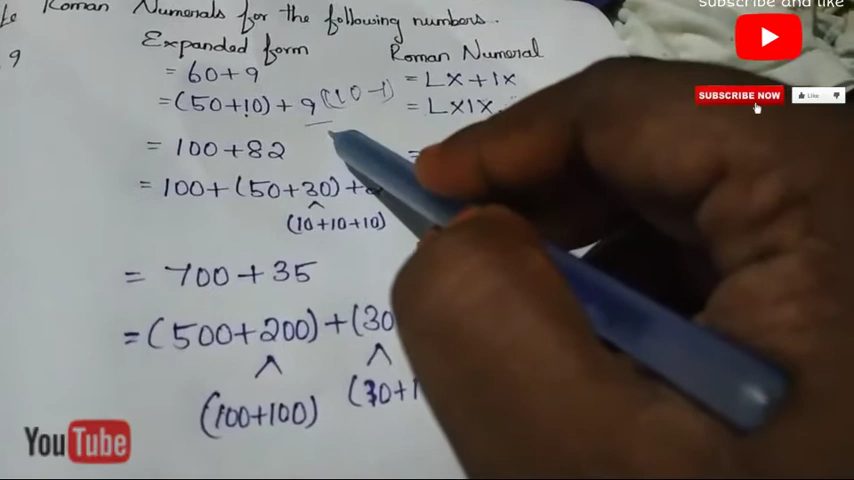 Subscribe and like
Roman Numerals for the following numbers.
Expanded form Roman Numeral
9 = 60+9 = LX + IX
= (50+10) + 9 (10-1) = LXIX
SUBSCRIBE NOW Like
= 100+82 =
= 100+(50+30)+
(10+10+10)
= 700+35
= (500+200)+(30
(100+100)
YouTube